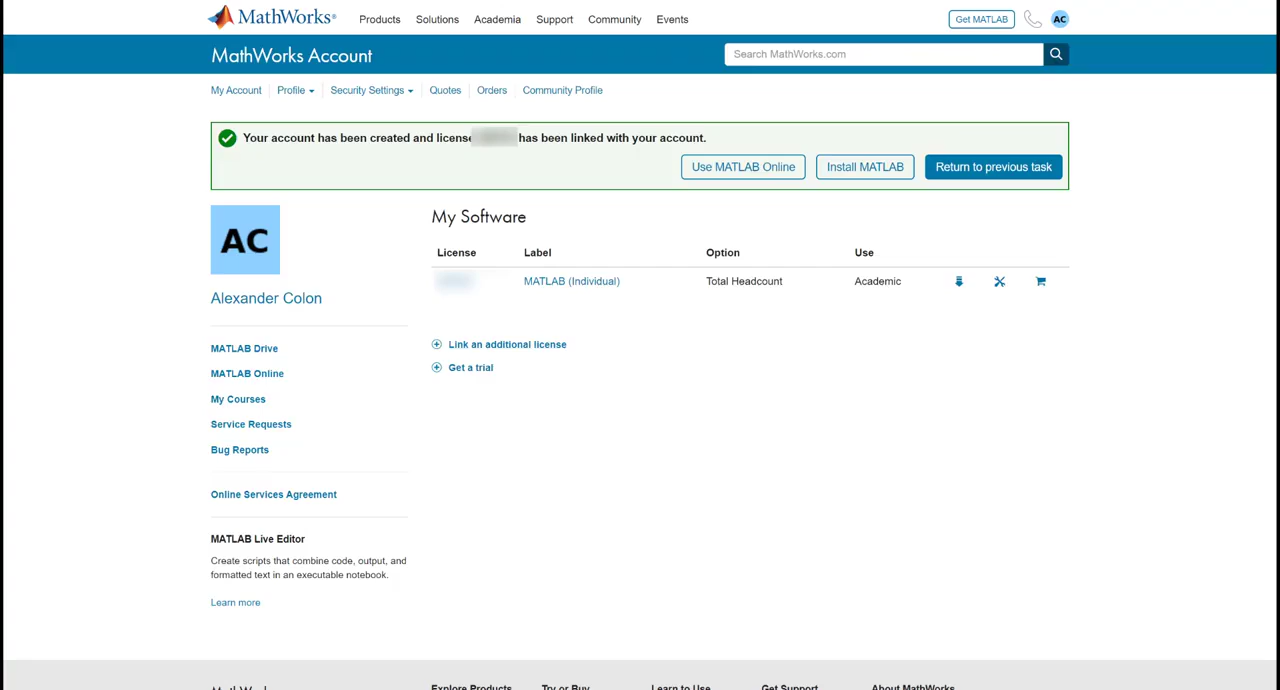 MathWorks®
Products Solutions Academia Support Community Events
Get MATLAB
AC
MathWorks Account
Search MathWorks.com
My Account Profile Security Settings Quotes Orders Community Profile
Your account has been created and license has been linked with your account.
Use MATLAB Online Install MATLAB Return to previous task
AC
My Software
License Label Option Use
MATLAB (Individual) Total Headcount Academic
Alexander Colon
Link an additional license
Get a trial
MATLAB Drive
MATLAB Online
My Courses
Service Requests
Bug Reports
Online Services Agreement
MATLAB Live Editor
Create scripts that combine code, output, and
formatted text in an executable notebook.
Learn more
MathWorks Explore Products Try or Buy Learn to Use Get Support About MathWorks